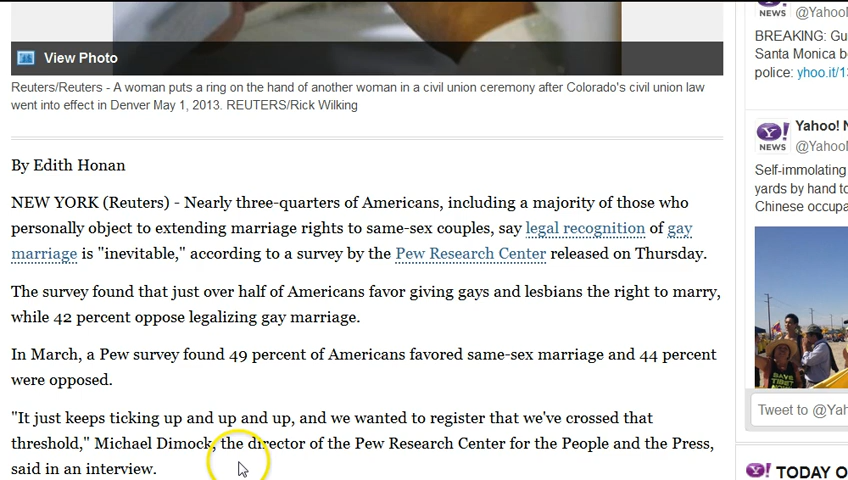 View Photo
Reuters/Reuters - A woman puts a ring on the hand of another woman in a civil union ceremony after Colorado's civil union law
went into effect in Denver May 1, 2013. REUTERS/Rick Wilking
By Edith Honan
NEW YORK (Reuters) - Nearly three-quarters of Americans, including a majority of those who
personally object to extending marriage rights to same-sex couples, say legal recognition of gay
marriage is "inevitable," according to a survey by the Pew Research Center released on Thursday.
The survey found that just over half of Americans favor giving gays and lesbians the right to marry,
while 42 percent oppose legalizing gay marriage.
In March, a Pew survey found 49 percent of Americans favored same-sex marriage and 44 percent
were opposed.
"It just keeps ticking up and up and up, and we wanted to register that we've crossed that
threshold," Michael Dimock, the director of the Pew Research Center for the People and the Press,
said in an interview.
NEWS
@Yahoo
BREAKING: Gu
Santa Monica b
police: yhoo.it/1
Y!
NEWS
Yahoo! N
@Yahoo
Self-immolating
yards by hand to
Chinese occupa
SAVE
TIBET
Tweet to @Yah
Y! TODAY O